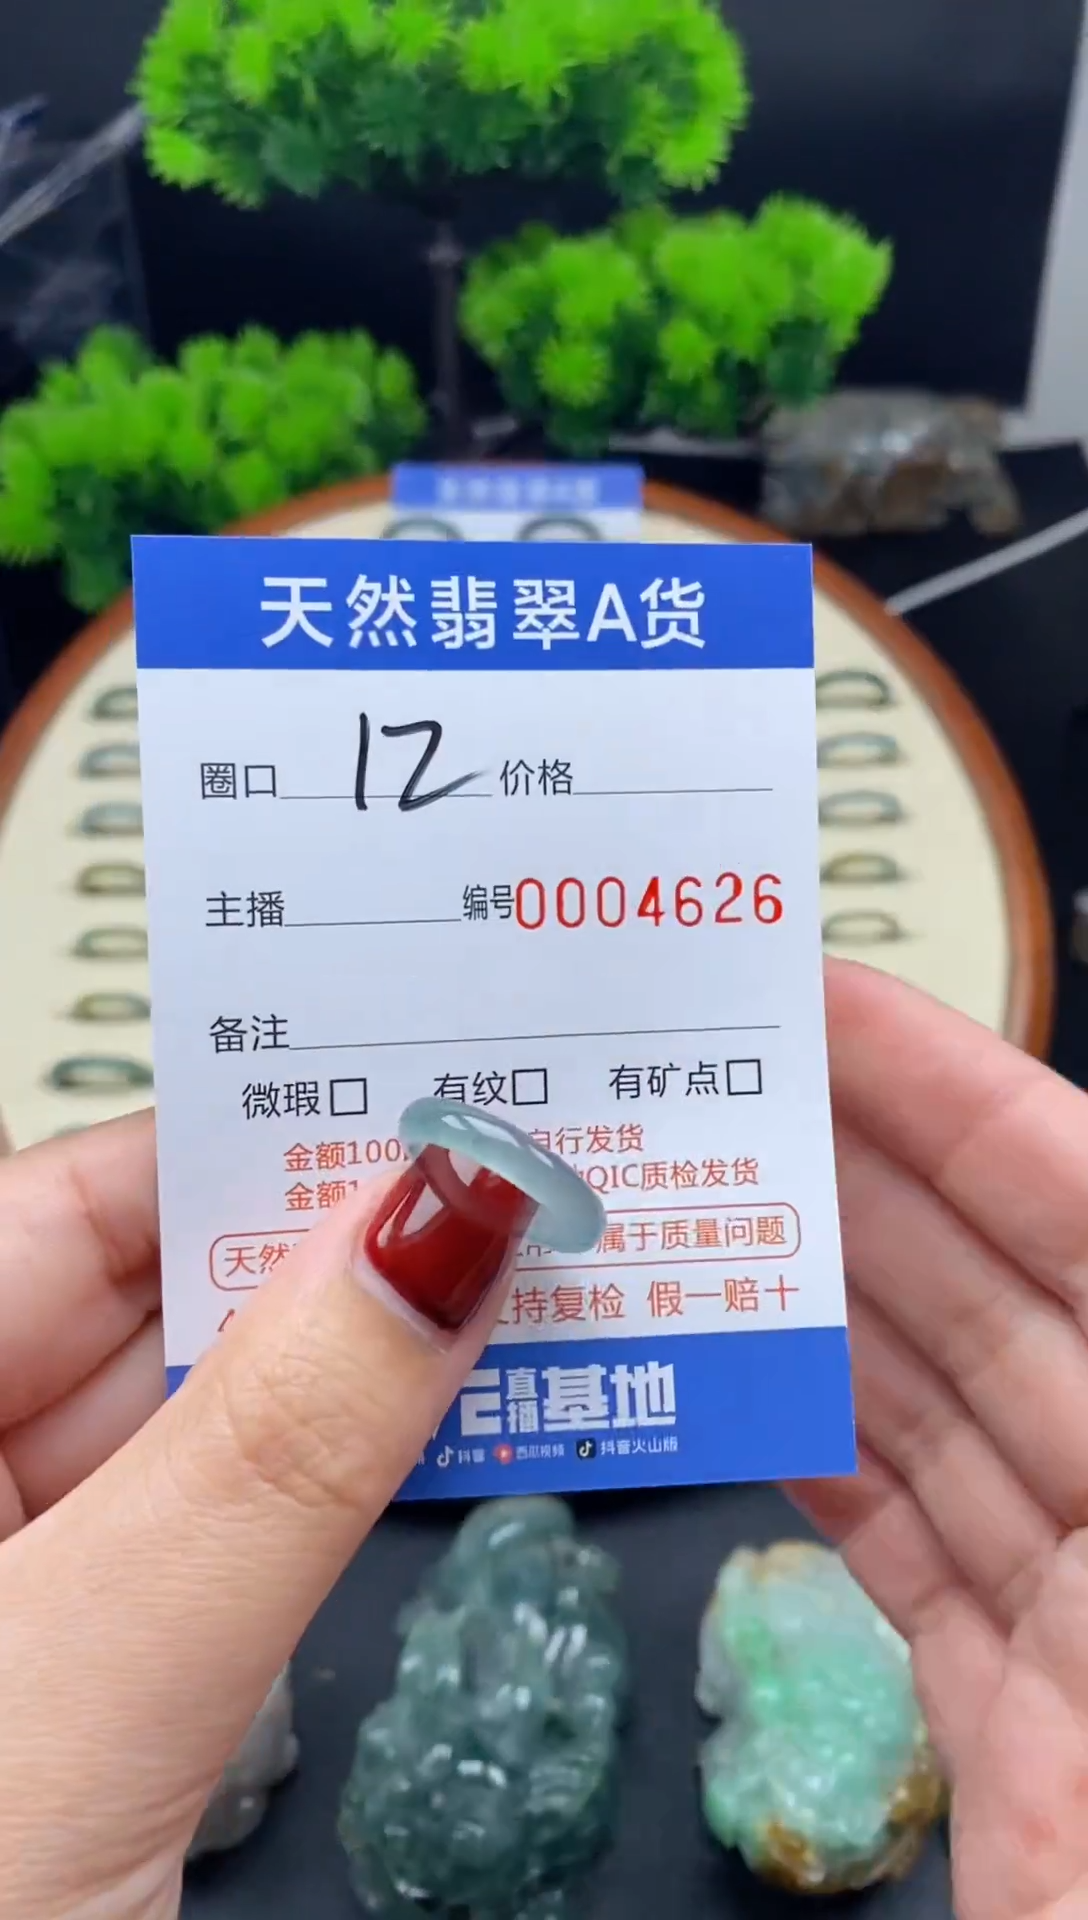 天然翡翠A货
圈口 12 价格
主播 编号0004626
备注
微瑕□ 有纹□ 有矿点□
金额100 自行发货
金额1 QIC质检发货
天然 属于质量问题
持复检 假一赔十
直播基地
抖音 西瓜视频 抖音火山版